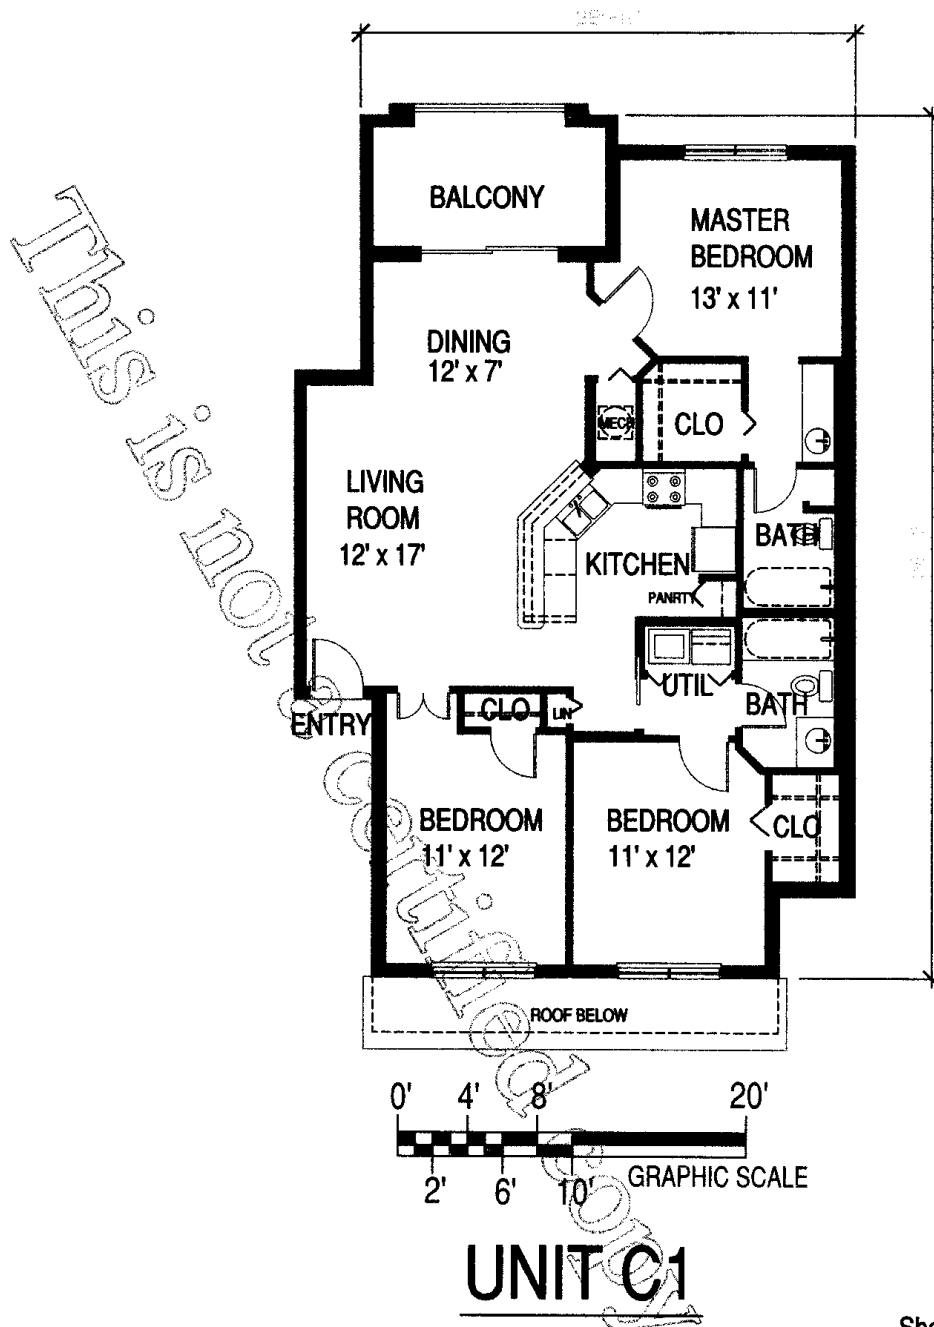 BALCONY
MASTER
BEDROOM
13' x 11'
DINING
12' x 7'
MECH
CLO
LIVING
ROOM
12' x 17'
KITCHEN
BATH
PANRTY
UTIL
BATH
ENTRY
CLO
LIN
BEDROOM
11' x 12'
BEDROOM
11' x 12'
CLO
ROOF BELOW
0' 4' 8' 20'
2' 6' 10'
GRAPHIC SCALE
UNIT C1
This is not a certified copy